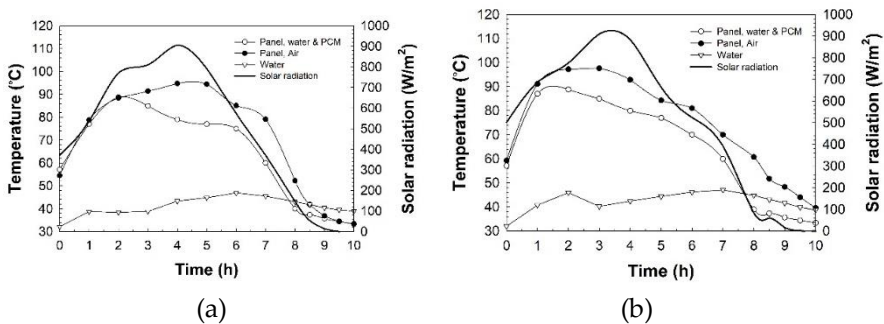 120
110
100
90
80
70
60
50
40
30
Temperature (°C)
Panel, water & PCM
Panel, Air
Water
Solar radiation
1000
900
800
700
600
500
400
300
200
100
0
Solar radiation (W/m²)
0 1 2 3 4 5 6 7 8 9 10
Time (h)
(a)
120
110
100
90
80
70
60
50
40
30
Temperature (°C)
Panel, water & PCM
Panel, Air
Water
Solar radiation
1000
900
800
700
600
500
400
300
200
100
0
Solar radiation (W/m²)
0 1 2 3 4 5 6 7 8 9 10
Time (h)
(b)